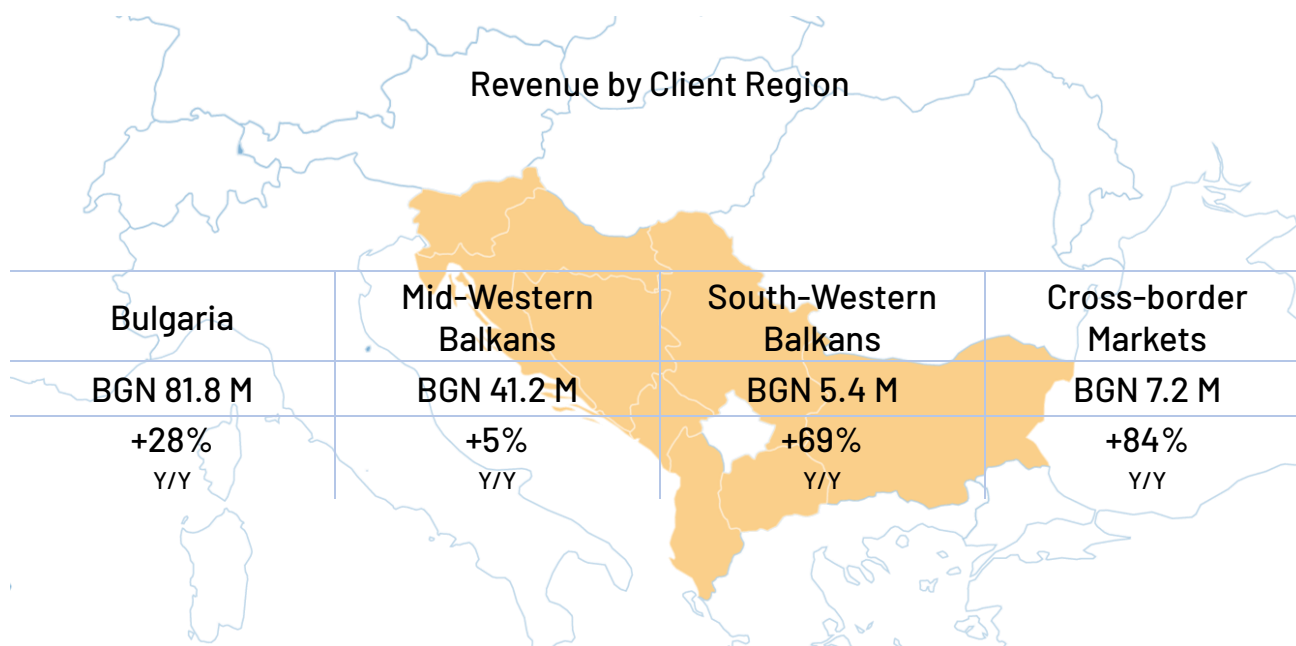 Revenue by Client Region
Bulgaria
Mid-Western
Balkans
South-Western
Balkans
Cross-border
Markets
BGN 81.8 M
BGN 41.2 M
BGN 5.4 M
BGN 7.2 M
+28%
+5%
+69%
+84%
Y/Y
Y/Y
Y/Y
Y/Y